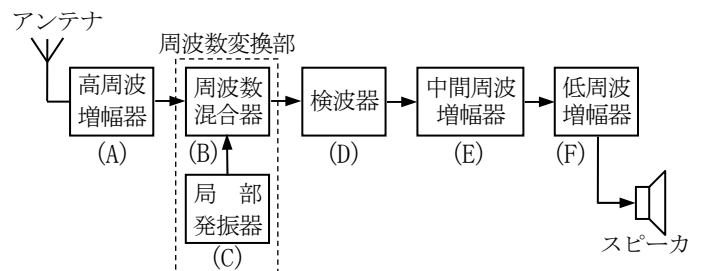 アンテナ
周波数変換部
高周波
増幅器
(A)
周波数
混合器
(B)
検波器
(D)
中間周波
増幅器
(E)
低周波
増幅器
(F)
局 部
発振器
(C)
スピーカ